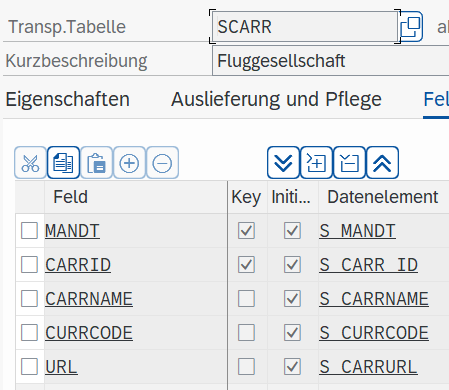 Transp.Tabelle SCARR
Kurzbeschreibung Fluggesellschaft
Eigenschaften Auslieferung und Pflege
Feld Key Initi... Datenelement
MANDT S_MANDT
CARRID S_CARR_ID
CARRNAME S_CARRNAME
CURRCODE S_CURRCODE
URL S_CARRURL